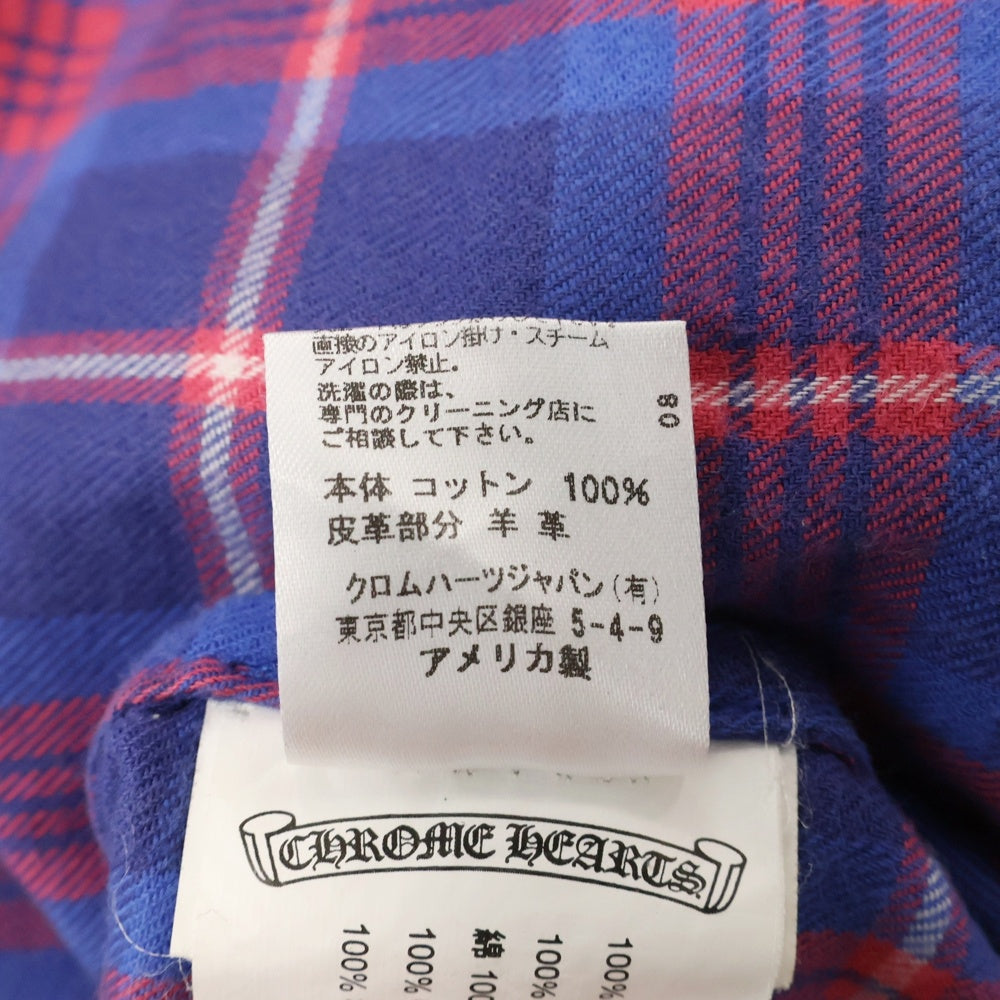 直接のアイロン掛け・スチーム
アイロン禁止。
洗濯の際は、
専門のクリーニング店に
ご相談して下さい。
08
本体 コットン 100%
皮革部分 羊革
クロムハーツジャパン(有)
東京都中央区銀座 5-4-9
アメリカ製
CHROME HEARTS
100%
100%
綿 100
100%
100%